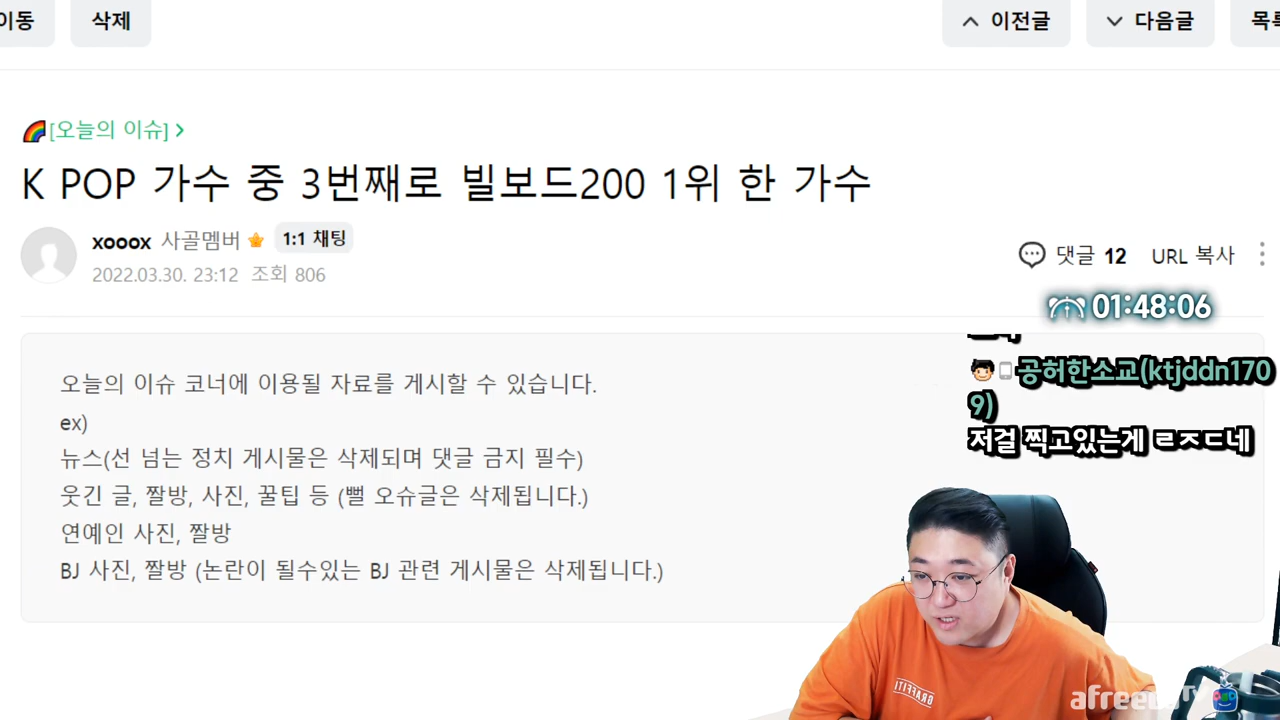 이동
삭제
이전글
다음글
[오늘의 이슈]
K POP 가수 중 3번째로 빌보드200 1위 한 가수
xooox 사골멤버 1:1 채팅
2022.03.30. 23:12 조회 806
댓글 12 URL 복사
01:48:06
공허한소교(ktjddn170
9)
저걸 찍고있는게 ㄹㅈㄷ네
오늘의 이슈 코너에 이용될 자료를 게시할 수 있습니다.
ex)
뉴스(선 넘는 정치 게시물은 삭제되며 댓글 금지 필수)
웃긴 글, 짤방, 사진, 꿀팁 등 (뻘 오슈글은 삭제됩니다.)
연예인 사진, 짤방
BJ 사진, 짤방 (논란이 될수있는 BJ 관련 게시물은 삭제됩니다.)
GRAFFITI